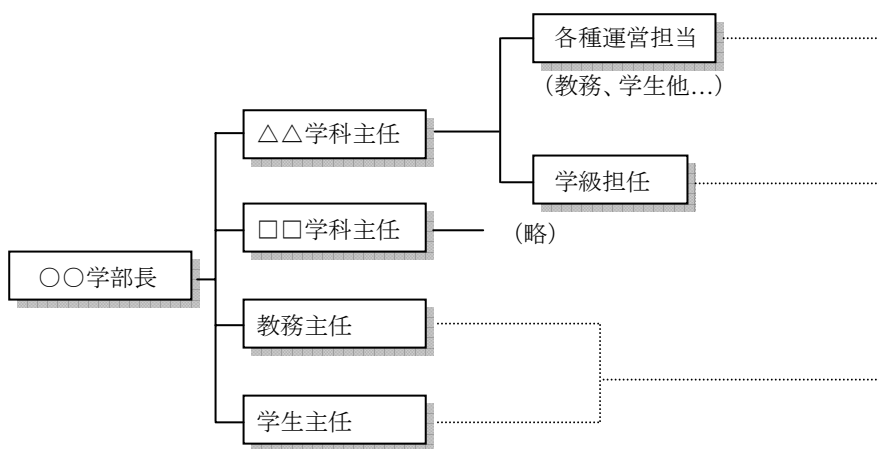 各種運営担当
（教務、学生他…）
△△学科主任
学級担任
□□学科主任
（略）
○○学部長
教務主任
学生主任